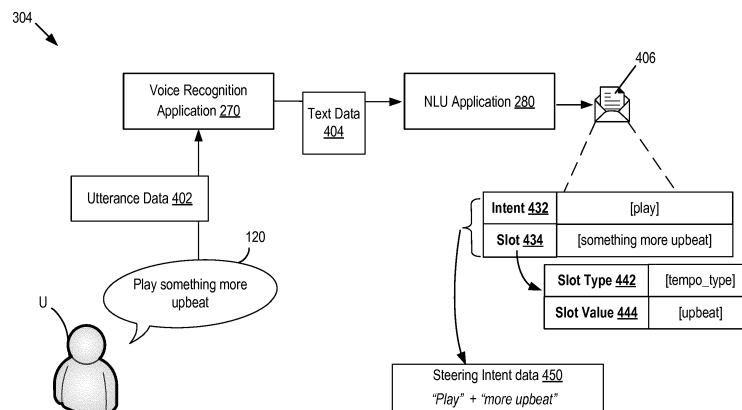 304
406
Voice Recognition
Application 270
Text Data
404
NLU Application 280
Utterance Data 402
Intent 432 [play]
Slot 434 [something more upbeat]
120
Play something more
upbeat
Slot Type 442 [tempo_type]
Slot Value 444 [upbeat]
U
Steering Intent data 450
"Play" + "more upbeat"